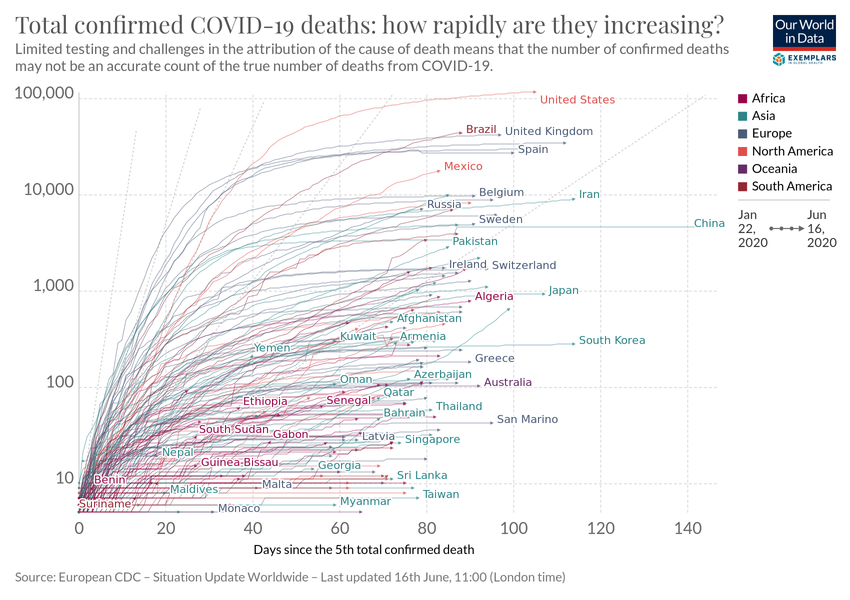 Total confirmed COVID-19 deaths: how rapidly are they increasing?
Limited testing and challenges in the attribution of the cause of death means that the number of confirmed deaths
may not be an accurate count of the true number of deaths from COVID-19.
Our World
in Data
EXEMPLARS
IN GLOBAL HEALTH
100,000
10,000
1,000
100
10
United States
Brazil
United Kingdom
Spain
Mexico
Belgium
Iran
Russia
Sweden
China
Pakistan
Ireland
Switzerland
Japan
Algeria
Afghanistan
Kuwait
Armenia
South Korea
Yemen
Greece
Azerbaijan
Oman
Australia
Qatar
Ethiopia
Senegal
Thailand
Bahrain
San Marino
South Sudan
Gabon
Latvia
Singapore
Nepal
Guinea-Bissau
Georgia
Benin
Sri Lanka
Malta
Maldives
Taiwan
Suriname
Myanmar
Monaco
0
20
40
60
80
100
120
140
Days since the 5th total confirmed death
Africa
Asia
Europe
North America
Oceania
South America
Jan
22,
2020
Jun
16,
2020
Source: European CDC – Situation Update Worldwide – Last updated 16th June, 11:00 (London time)